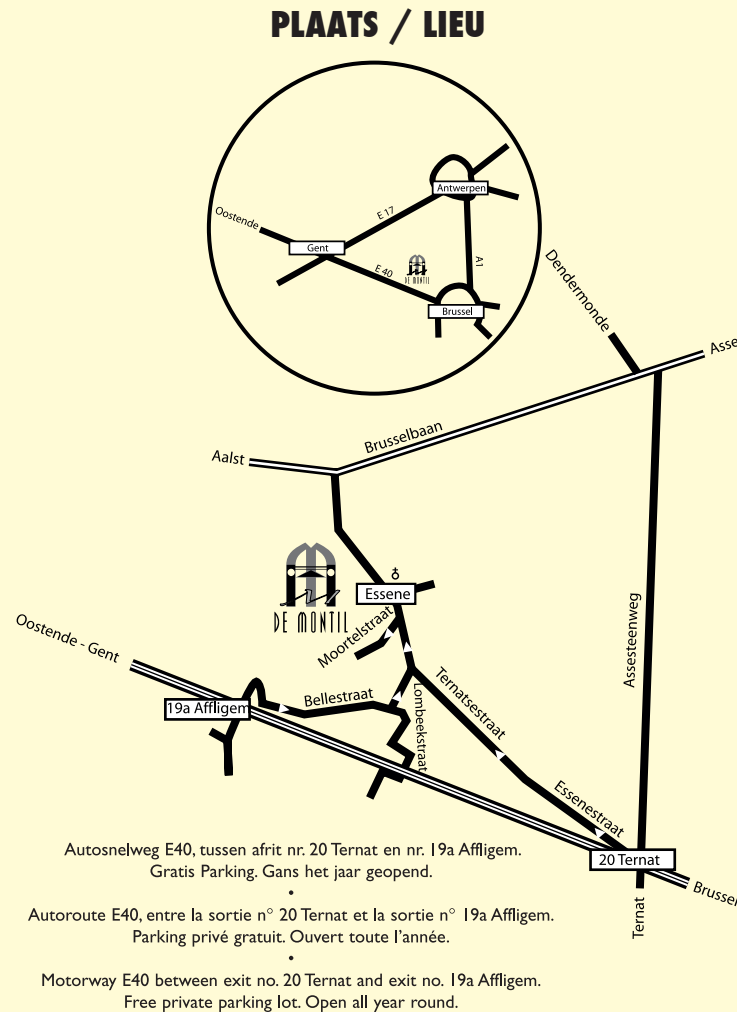 PLAATS / LIEU
Antwerpen
Oostende
E 17
Gent
A1
E 40
DE MONTIL
Brussel
Dendermonde
Asse
Brusselbaan
Aalst
Essene
DE MONTIL
Moortelstraat
Assesteenweg
Oostende - Gent
Ternatsestraat
Bellestraat
Lombeekstraat
19a Affligem
Essenestraat
20 Ternat
Brussel
Ternat
Autosnelweg E40, tussen afrit nr. 20 Ternat en nr. 19a Affligem.
Gratis Parking. Gans het jaar geopend.
•
Autoroute E40, entre la sortie n° 20 Ternat et la sortie n° 19a Affligem.
Parking privé gratuit. Ouvert toute l'année.
•
Motorway E40 between exit no. 20 Ternat and exit no. 19a Affligem.
Free private parking lot. Open all year round.